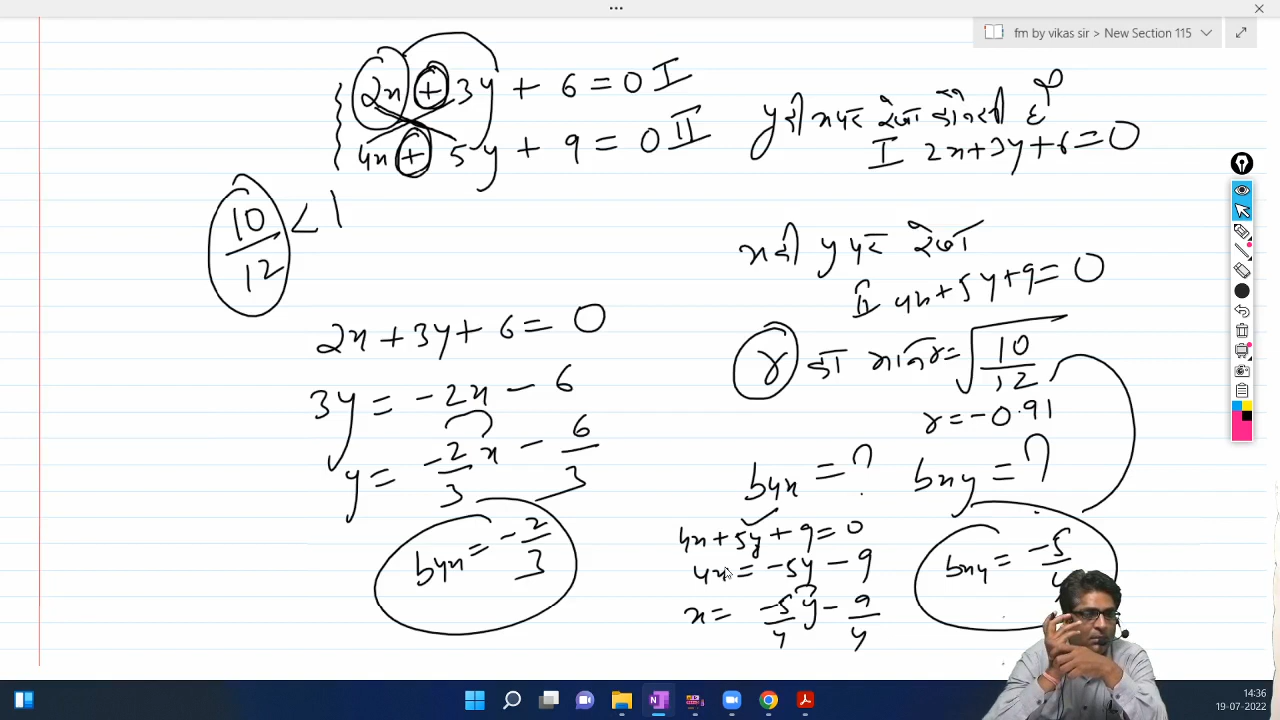 fm by vikas sir > New Section 115
2x + 3y + 6 = 0 I
4x + 5y + 9 = 0 II
y की x पर रेखा
I 2x+3y+6=0
10/12 < 1
x की y पर रेखा
II 4x+5y+9=0
2x+3y+6=0
r का मान r=√10/12
3y = -2x - 6
r=-0.91
y = -2/3 x - 6/3
byx = ? bxy = ?
4x+5y+9=0
byx = -2/3
4x = -5y - 9
bxy = -5/4
x = -5/4 y - 9/4
14:36
19-07-2022